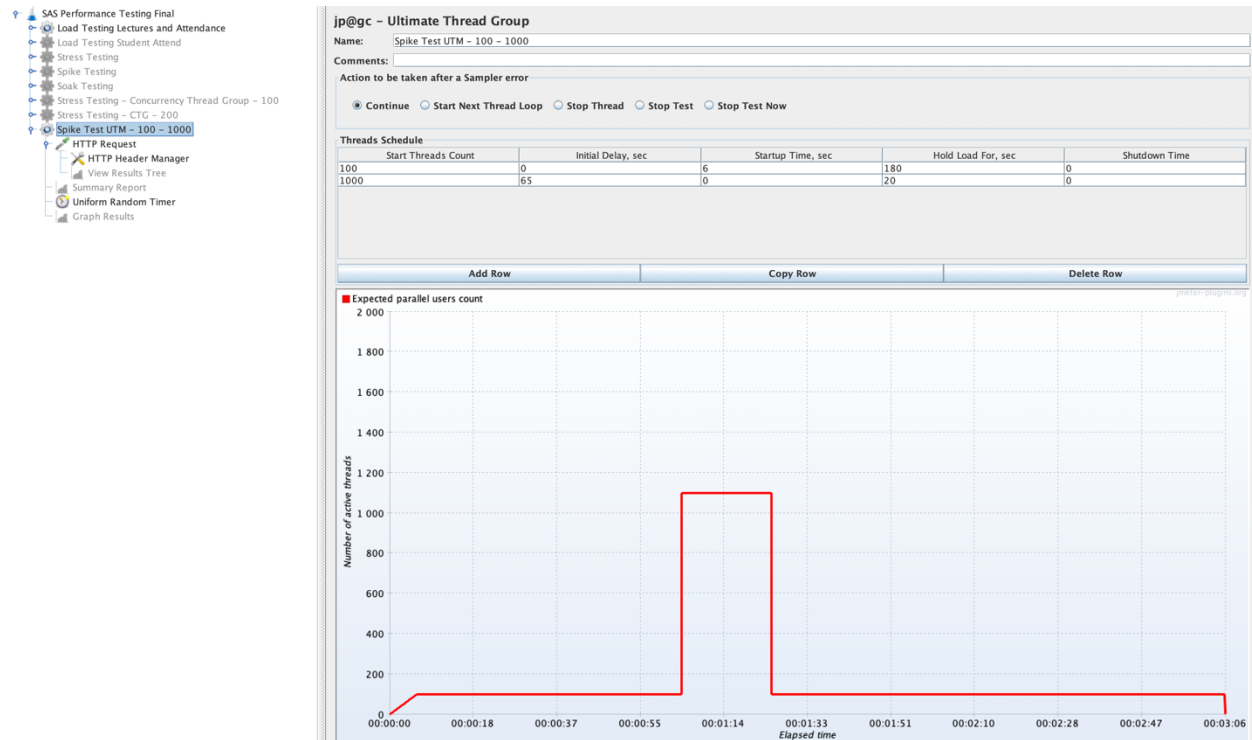 SAS Performance Testing Final
Load Testing Lectures and Attendance
Load Testing Student Attend
Stress Testing
Spike Testing
Soak Testing
Stress Testing - Concurrency Thread Group - 100
Stress Testing - CTG - 200
Spike Test UTM - 100 - 1000
HTTP Request
HTTP Header Manager
View Results Tree
Summary Report
Uniform Random Timer
Graph Results
jp@gc - Ultimate Thread Group
Name: Spike Test UTM - 100 - 1000
Comments:
Action to be taken after a Sampler error
Continue Start Next Thread Loop Stop Thread Stop Test Stop Test Now
Threads Schedule
Start Threads Count Initial Delay, sec Startup Time, sec Hold Load For, sec Shutdown Time
100 0 6 180 0
1000 65 0 20 0
Add Row Copy Row Delete Row
Expected parallel users count
jmeter-plugins.org
2 000
1 800
1 600
1 400
1 200
1 000
800
600
400
200
0
Number of active threads
00:00:00 00:00:18 00:00:37 00:00:55 00:01:14 00:01:33 00:01:51 00:02:10 00:02:28 00:02:47 00:03:06
Elapsed time